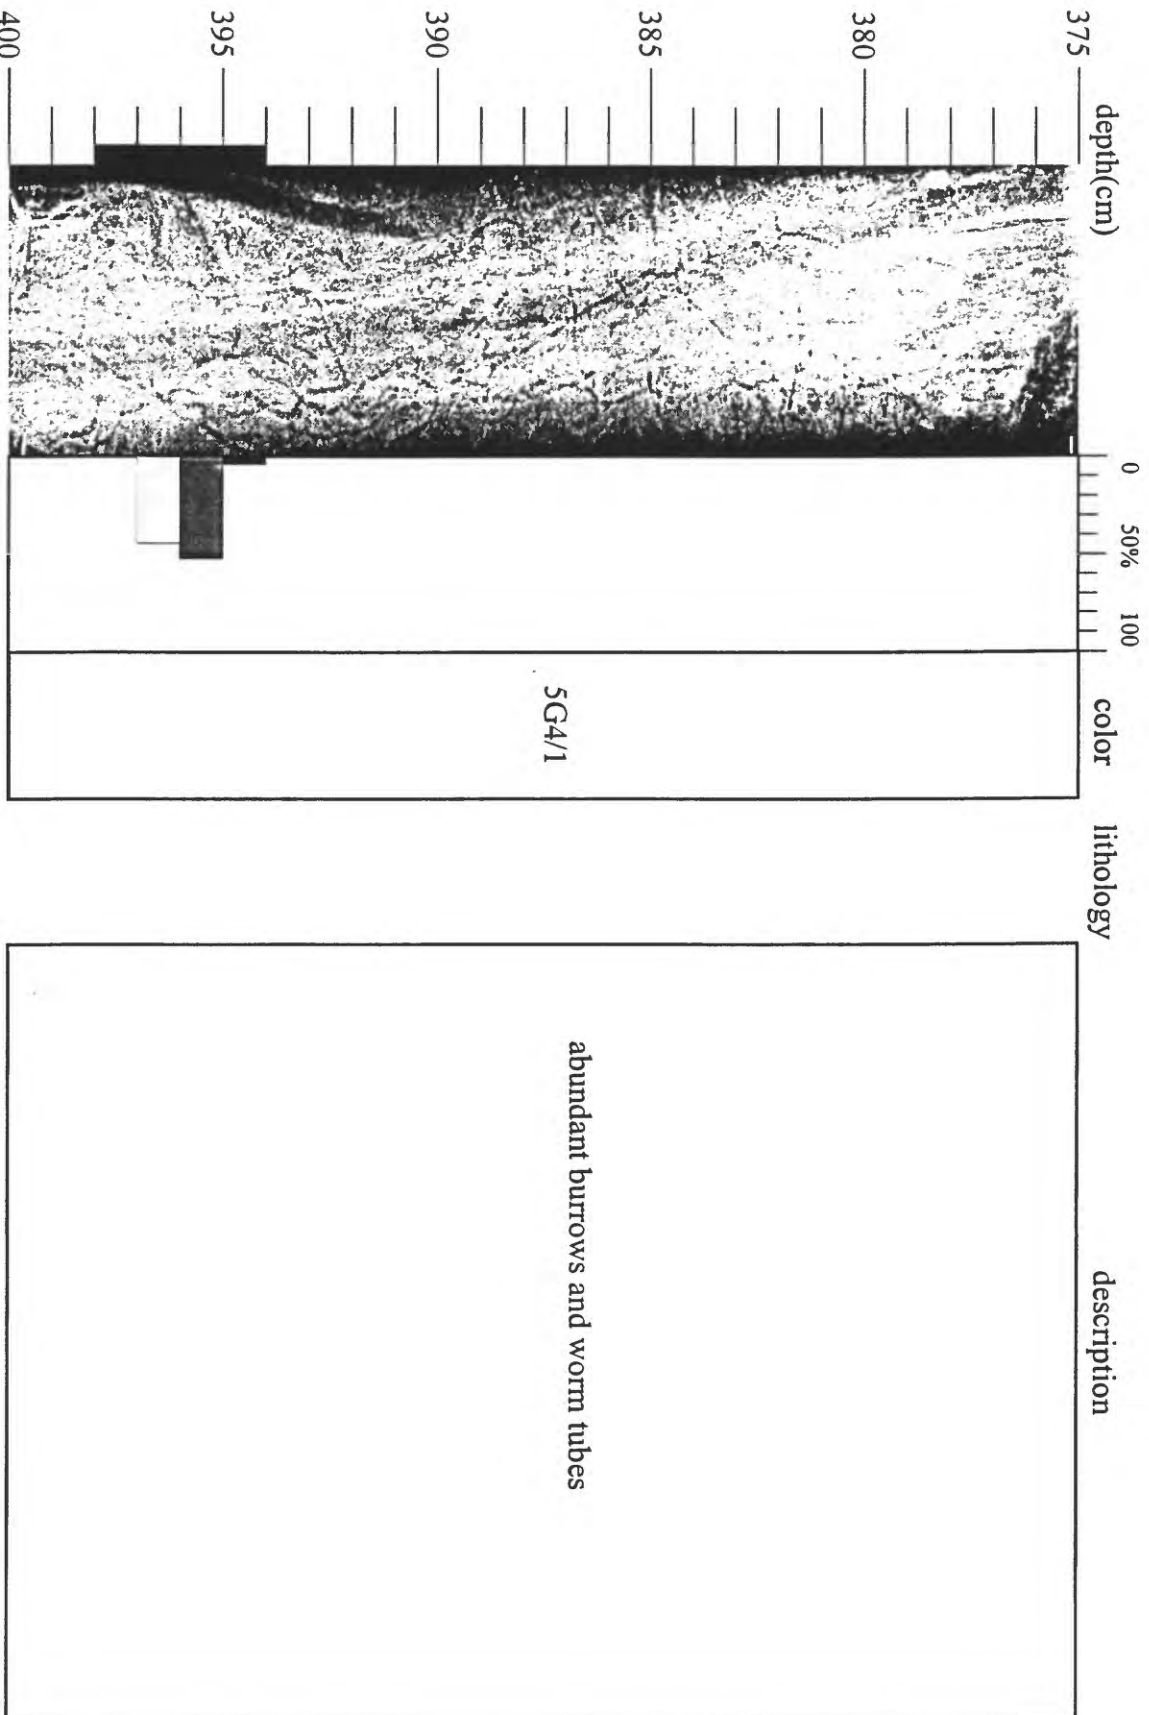 depth(cm)
0 50% 100
color
lithology
description
375
380
385
390
395
400
5G4/1
abundant burrows and worm tubes